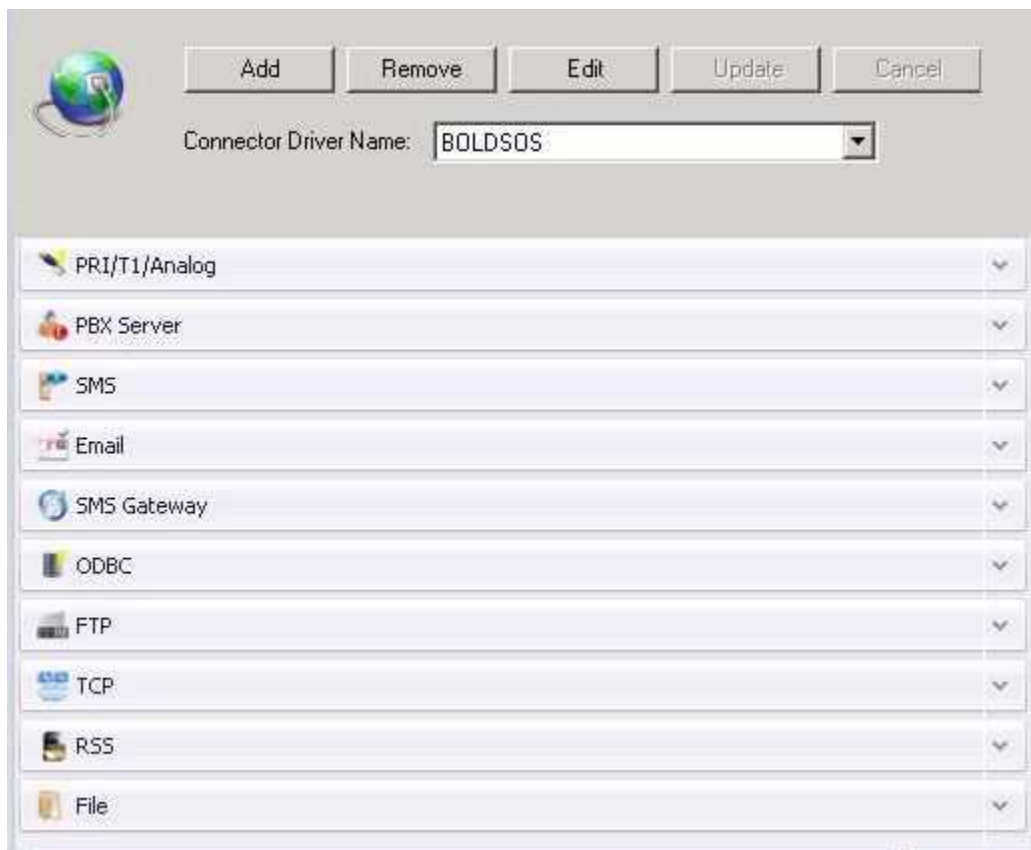 Add Remove Edit Update Cancel
Connector Driver Name: BOLDSOS
PRI/T1/Analog
PBX Server
SMS
Email
SMS Gateway
ODBC
FTP
TCP
RSS
File